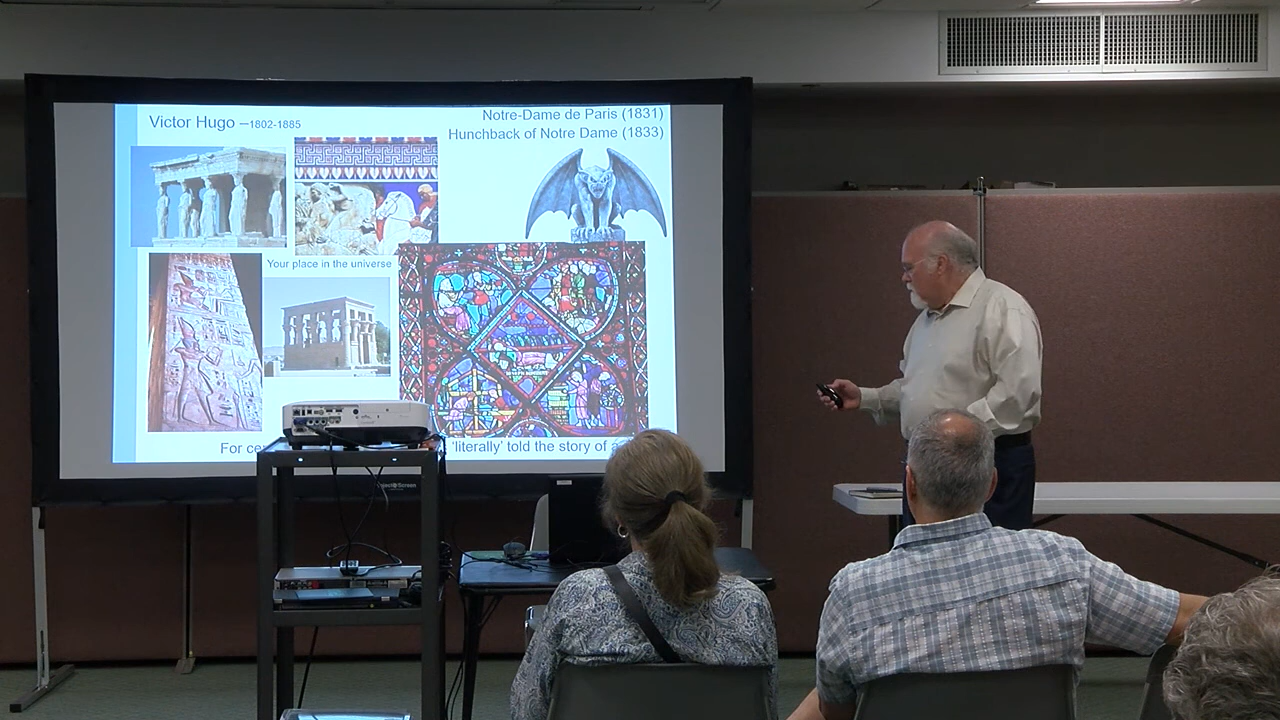 Victor Hugo –1802-1885
Notre-Dame de Paris (1831)
Hunchback of Notre Dame (1833)
Your place in the universe
For 'literally' told the story of